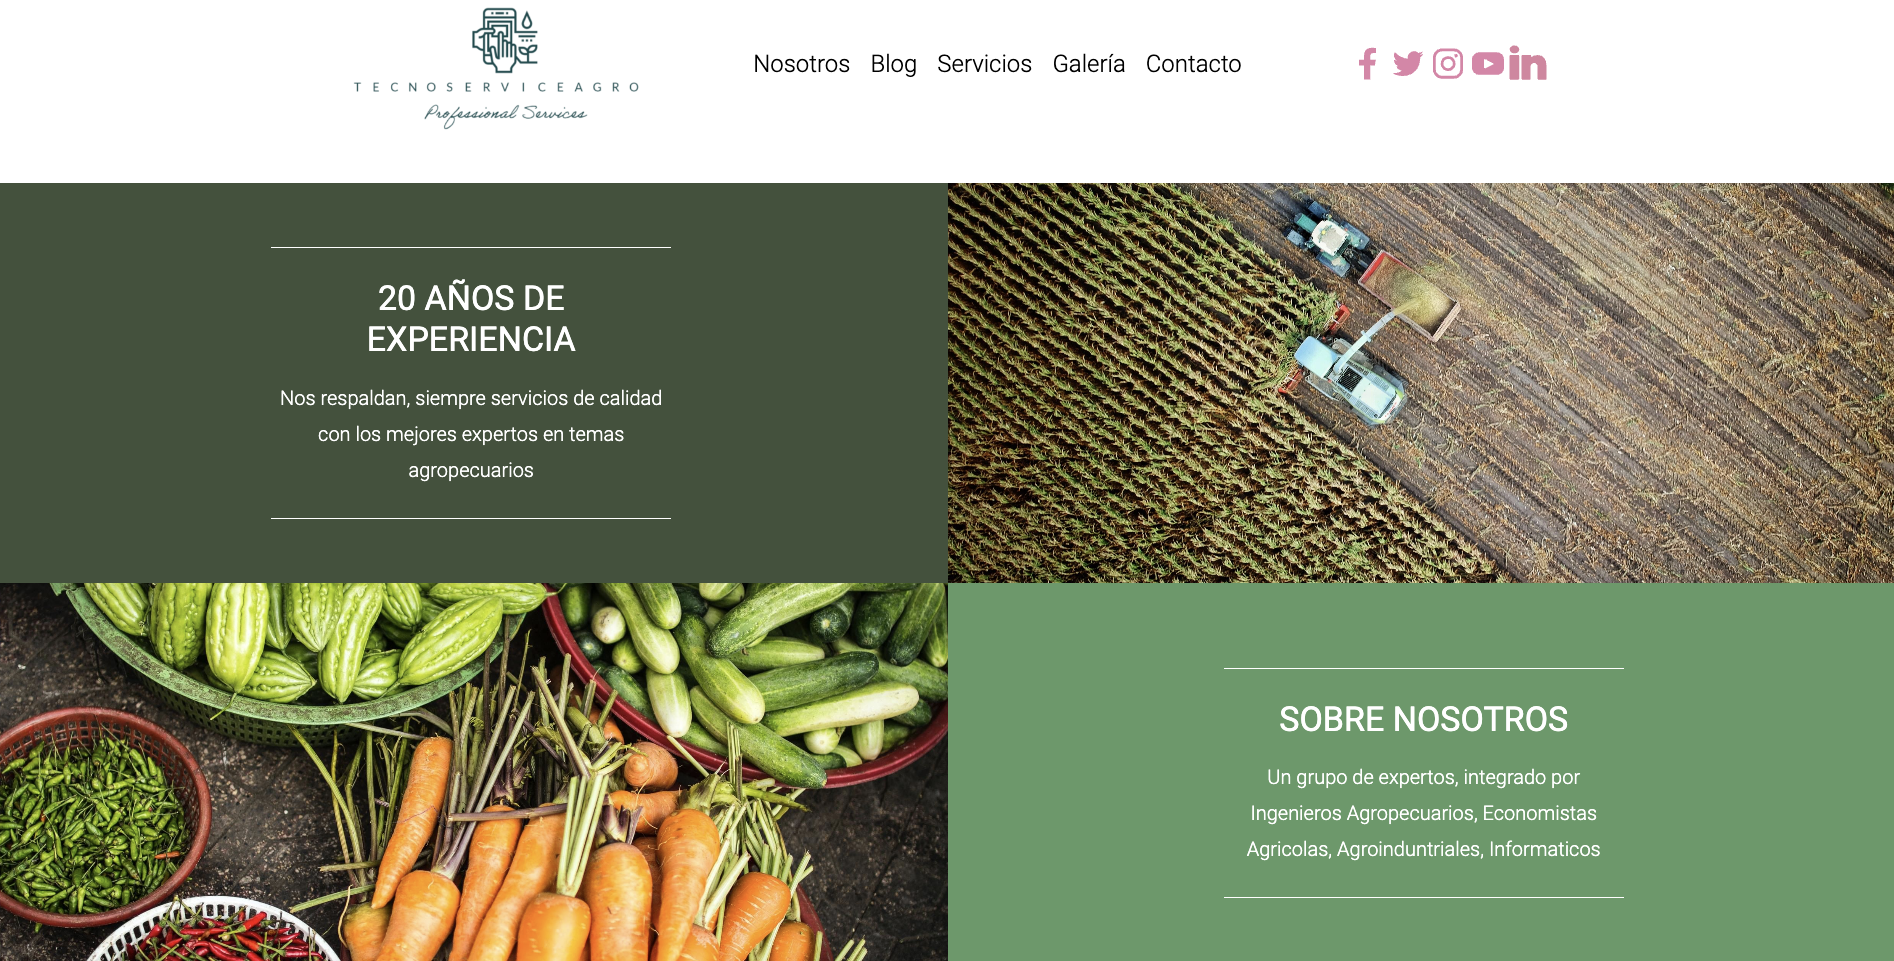 TECNOSERVICEAGRO
Professional Services
Nosotros Blog Servicios Galería Contacto
20 AÑOS DE
EXPERIENCIA
Nos respaldan, siempre servicios de calidad
con los mejores expertos en temas
agropecuarios
SOBRE NOSOTROS
Un grupo de expertos, integrado por
Ingenieros Agropecuarios, Economistas
Agricolas, Agroinduntriales, Informaticos